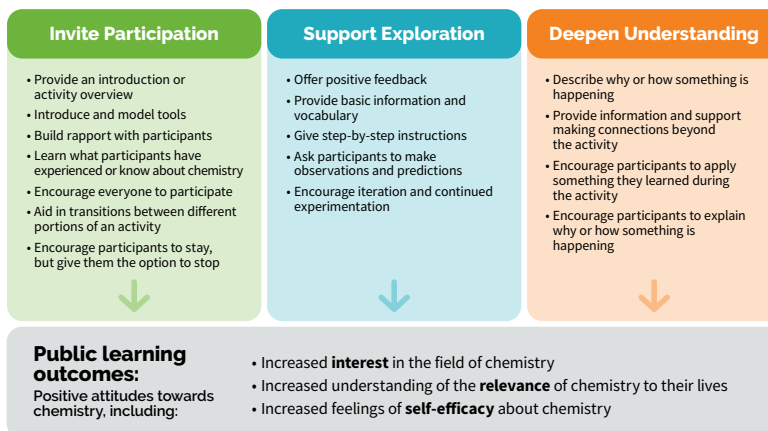 Invite Participation
• Provide an introduction or
activity overview
• Introduce and model tools
• Build rapport with participants
• Learn what participants have
experienced or know about chemistry
• Encourage everyone to participate
• Aid in transitions between different
portions of an activity
• Encourage participants to stay,
but give them the option to stop
Support Exploration
• Offer positive feedback
• Provide basic information and
vocabulary
• Give step-by-step instructions
• Ask participants to make
observations and predictions
• Encourage iteration and continued
experimentation
Deepen Understanding
• Describe why or how something is
happening
• Provide information and support
making connections beyond
the activity
• Encourage participants to apply
something they learned during
the activity
• Encourage participants to explain
why or how something is
happening
Public learning
outcomes:
Positive attitudes towards
chemistry, including:
• Increased interest in the field of chemistry
• Increased understanding of the relevance of chemistry to their lives
• Increased feelings of self-efficacy about chemistry